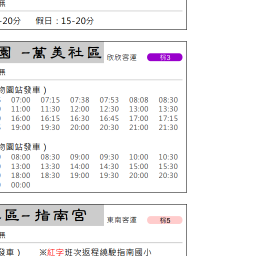 無
-20分 假日：15-20分
園 -萬美社區
欣欣客運
棕3
無
物園站發車）
07:00 07:15 07:38 07:53 08:08 08:30
11:00 11:30 12:00 12:30 13:00 13:30
16:00 16:15 16:30 16:45 17:00 17:15
19:00 19:30 20:00 20:30 21:00 21:30
物園站發車）
08:00 08:30 09:00 09:30 10:00 10:30
13:00 13:30 14:00 14:30 15:00 15:30
18:00 18:30 19:00 19:30 20:00 20:30
00:00
區-指南宮
東南客運
棕5
無
發車） ※紅字班次返程繞駛指南國小